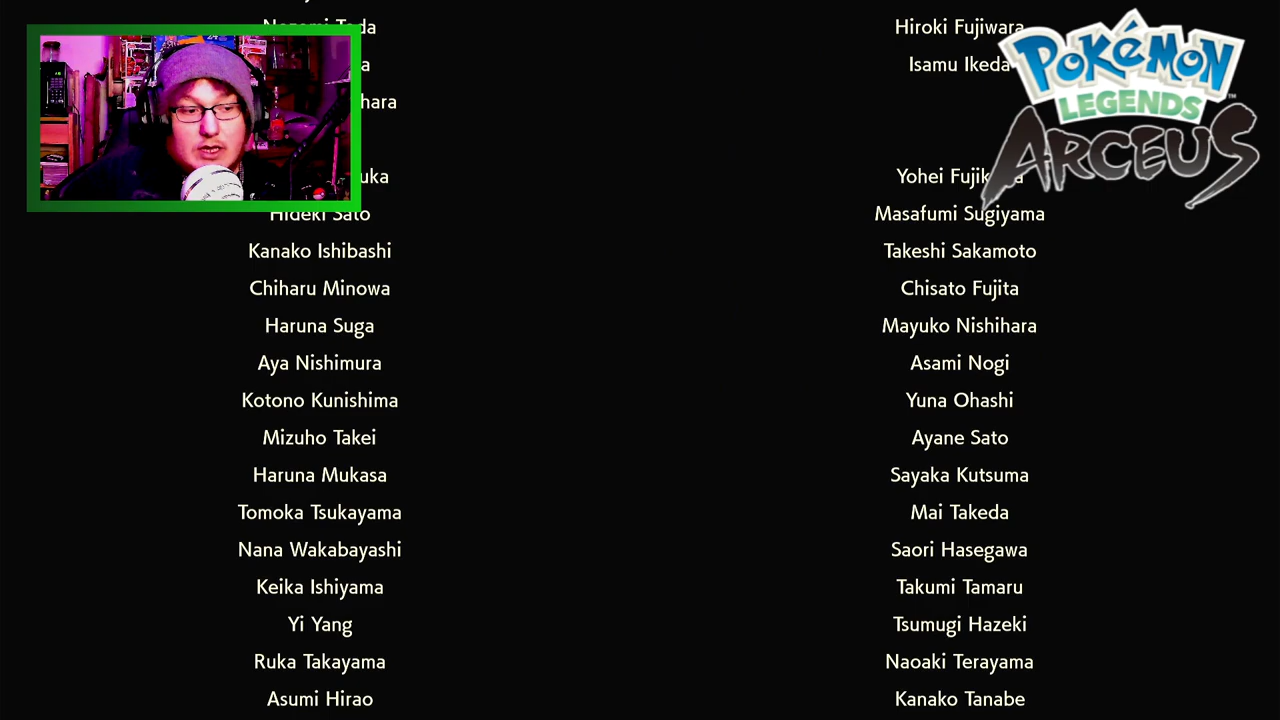 Hiroki Fujiwara
Isamu Ikeda
Yohei
Hideki Sato
Masafumi Sugiyama
Kanako Ishibashi
Takeshi Sakamoto
Chiharu Minowa
Chisato Fujita
Haruna Suga
Mayuko Nishihara
Aya Nishimura
Asami Nogi
Kotono Kunishima
Yuna Ohashi
Mizuho Takei
Ayane Sato
Haruna Mukasa
Sayaka Kutsuma
Tomoka Tsukayama
Mai Takeda
Nana Wakabayashi
Saori Hasegawa
Keika Ishiyama
Takumi Tamaru
Yi Yang
Tsumugi Hazeki
Ruka Takayama
Naoaki Terayama
Asumi Hirao
Kanako Tanabe
POKéMON
LEGENDS
ARCEUS